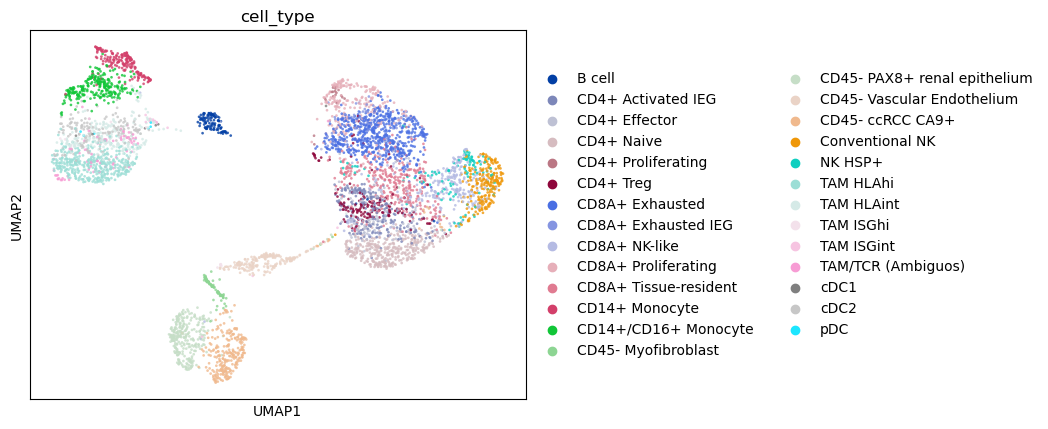 cell_type
UMAP2
UMAP1
B cell
CD4+ Activated IEG
CD4+ Effector
CD4+ Naive
CD4+ Proliferating
CD4+ Treg
CD8A+ Exhausted
CD8A+ Exhausted IEG
CD8A+ NK-like
CD8A+ Proliferating
CD8A+ Tissue-resident
CD14+ Monocyte
CD14+/CD16+ Monocyte
CD45- Myofibroblast
CD45- PAX8+ renal epithelium
CD45- Vascular Endothelium
CD45- ccRCC CA9+
Conventional NK
NK HSP+
TAM HLAhi
TAM HLAint
TAM ISGhi
TAM ISGint
TAM/TCR (Ambiguos)
cDC1
cDC2
pDC